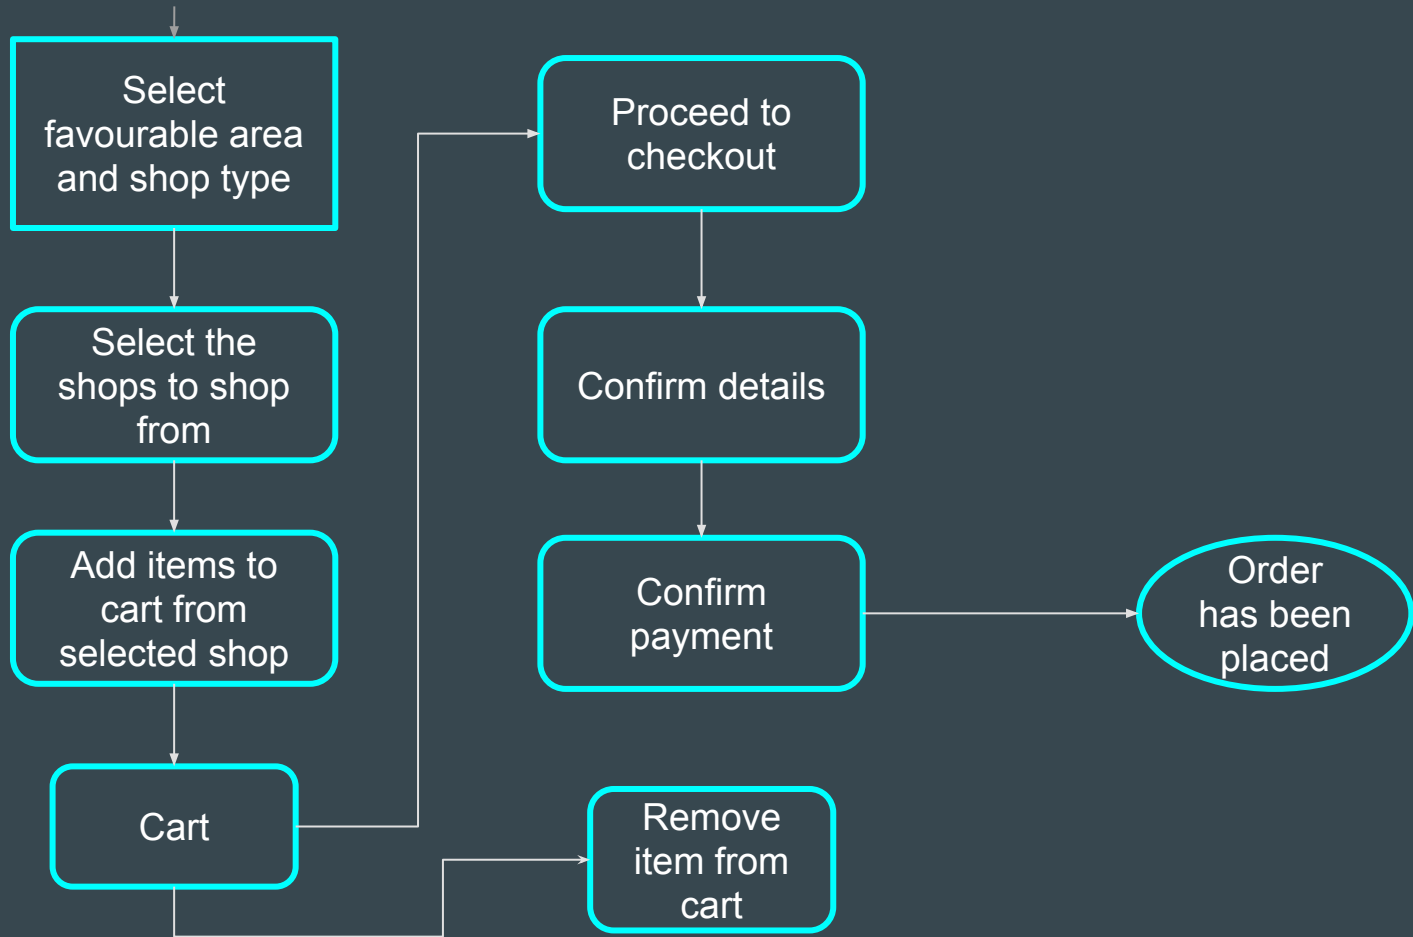 Select
favourable area
and shop type
Select the
shops to shop
from
Add items to
cart from
selected shop
Cart
Proceed to
checkout
Confirm details
Confirm
payment
Remove
item from
cart
Order
has been
placed